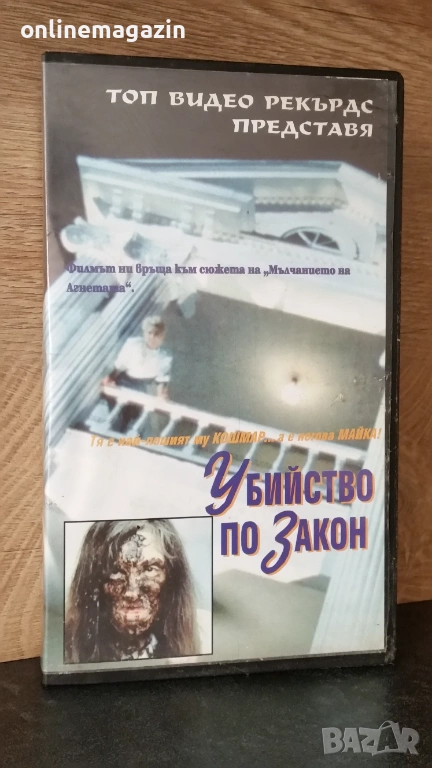 onlinemagazin
ТОП ВИДЕО РЕКЪРДС
ПРЕДСТАВЯ
Филмът ни връща към сюжета на „Мълчанието на
Агнетата“.
Тя е най-лошият му КОШМАР... а е негова МАЙКА!
УБИЙСТВО
ПО ЗАКОН
BAZAR